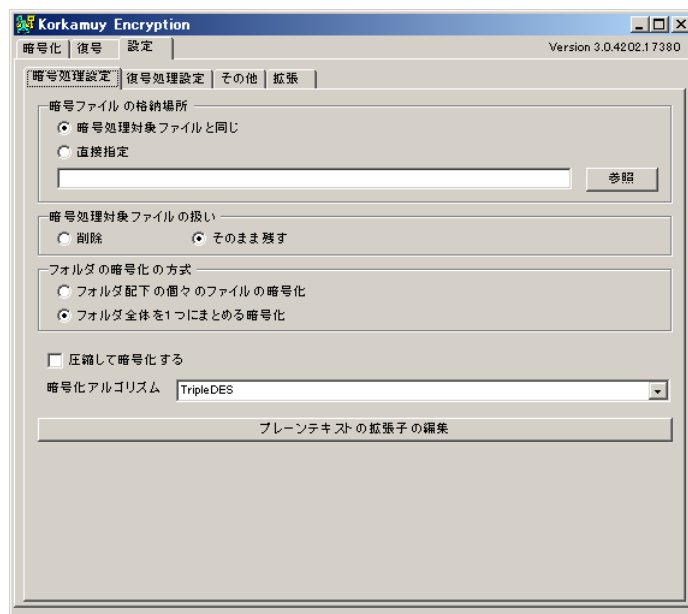 Korkamuy Encryption
暗号化 復号 設定 Version 3.0.4202.17380
暗号処理設定 復号処理設定 その他 拡張
暗号ファイルの格納場所
暗号処理対象ファイルと同じ
直接指定
参照
暗号処理対象ファイルの扱い
削除 そのまま残す
フォルダの暗号化の方式
フォルダ配下の個々のファイルの暗号化
フォルダ全体を1つにまとめる暗号化
圧縮して暗号化する
暗号化アルゴリズム TripleDES
プレーンテキストの拡張子の編集